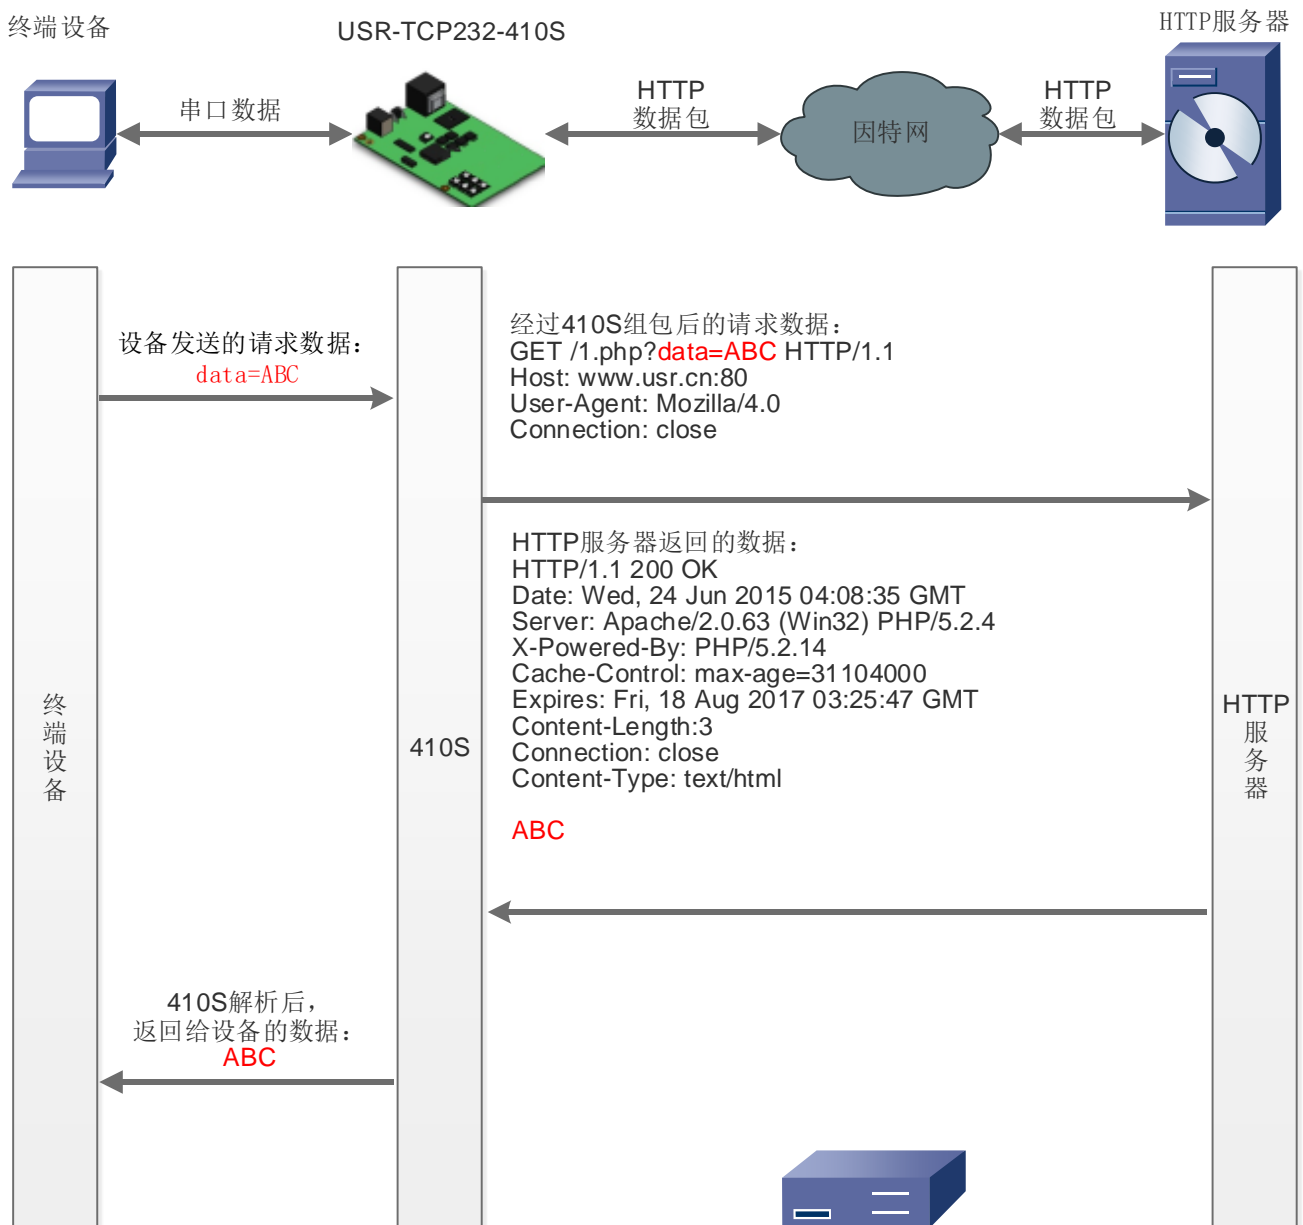 终端设备
USR-TCP232-410S
HTTP服务器
串口数据
HTTP
数据包
因特网
HTTP
数据包
设备发送的请求数据：
data=ABC
经过410S组包后的请求数据：
GET /1.php?data=ABC HTTP/1.1
Host: www.usr.cn:80
User-Agent: Mozilla/4.0
Connection: close
HTTP服务器返回的数据：
HTTP/1.1 200 OK
Date: Wed, 24 Jun 2015 04:08:35 GMT
Server: Apache/2.0.63 (Win32) PHP/5.2.4
X-Powered-By: PHP/5.2.14
Cache-Control: max-age=31104000
Expires: Fri, 18 Aug 2017 03:25:47 GMT
Content-Length:3
Connection: close
Content-Type: text/html
ABC
终端设备
410S
HTTP
服务器
410S解析后，
返回给设备的数据：
ABC